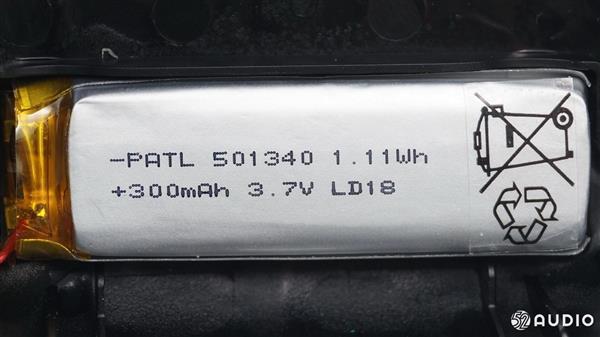 -PATL 501340 1.11Wh
+300mAh 3.7V LD18
52 AUDIO